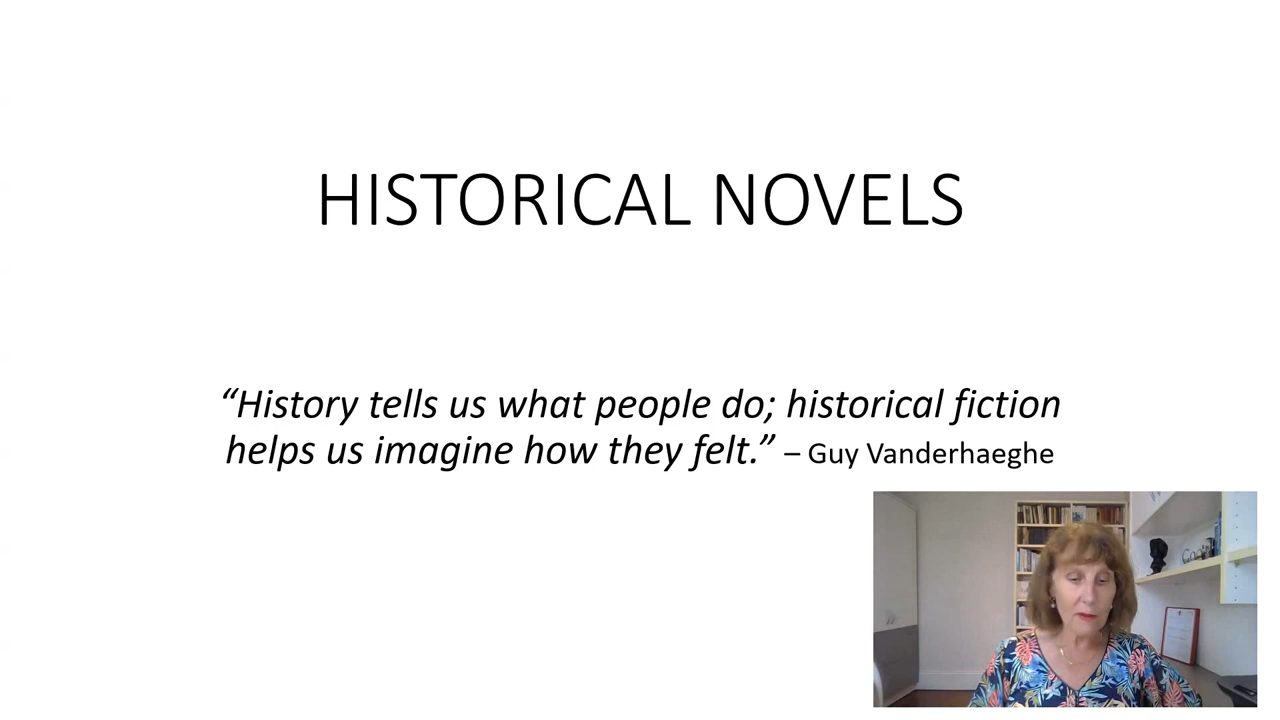 HISTORICAL NOVELS
“History tells us what people do; historical fiction
helps us imagine how they felt.” – Guy Vanderhaeghe